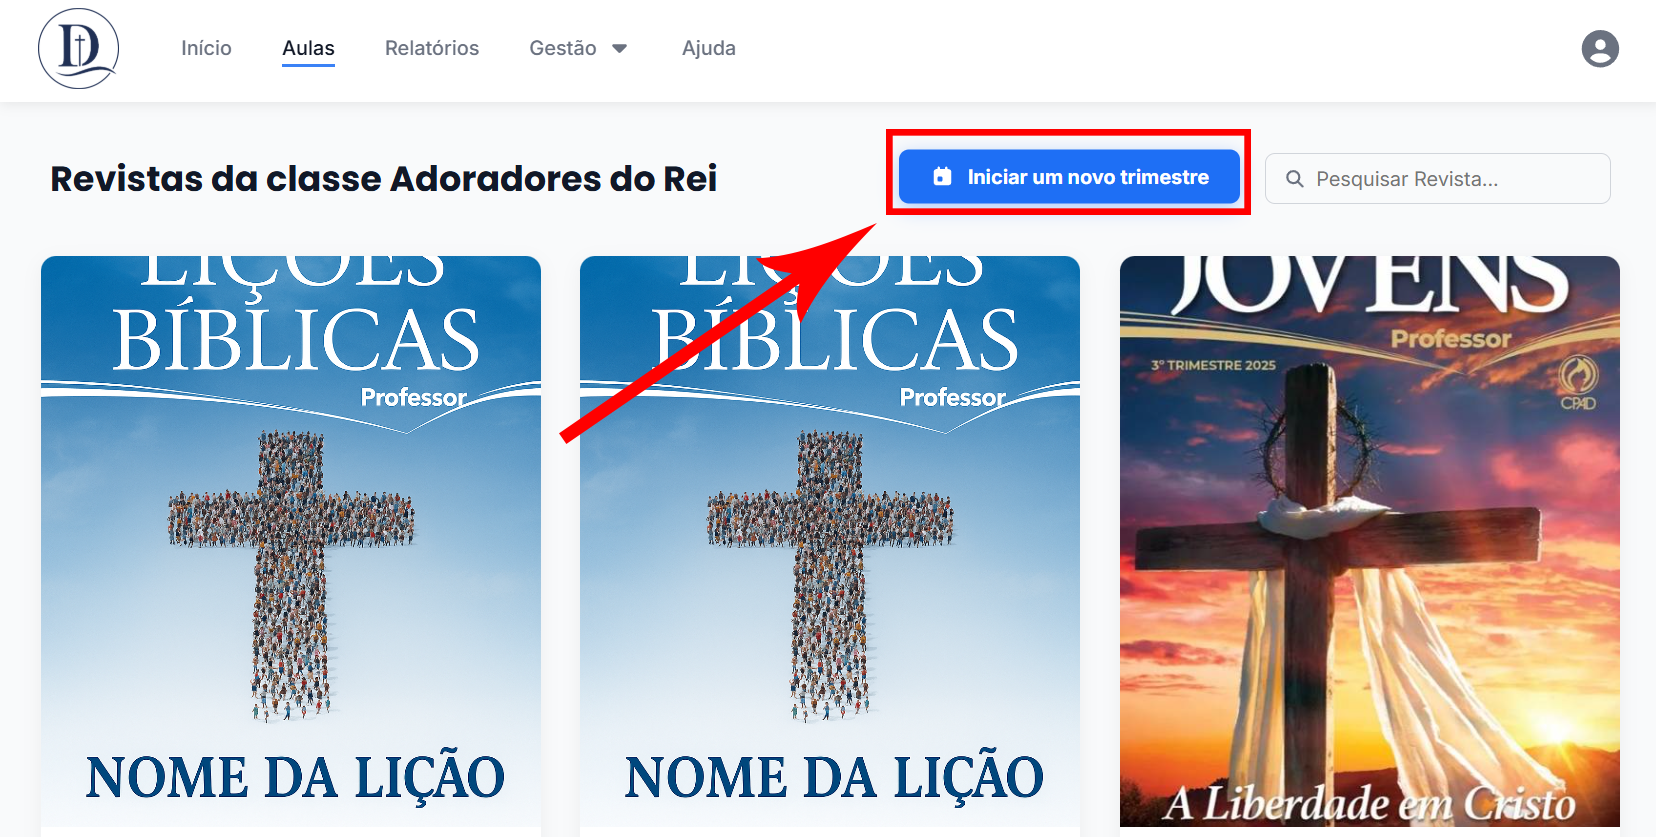 D
Início
Aulas
Relatórios
Gestão
Ajuda
Revistas da classe Adoradores do Rei
Iniciar um novo trimestre
Pesquisar Revista...
LIÇÕES
BÍBLICAS
Professor
NOME DA LIÇÃO
LIÇÕES
BÍBLICAS
Professor
NOME DA LIÇÃO
JOVENS
Professor
3º TRIMESTRE 2025
CPAD
A Liberdade em Cristo